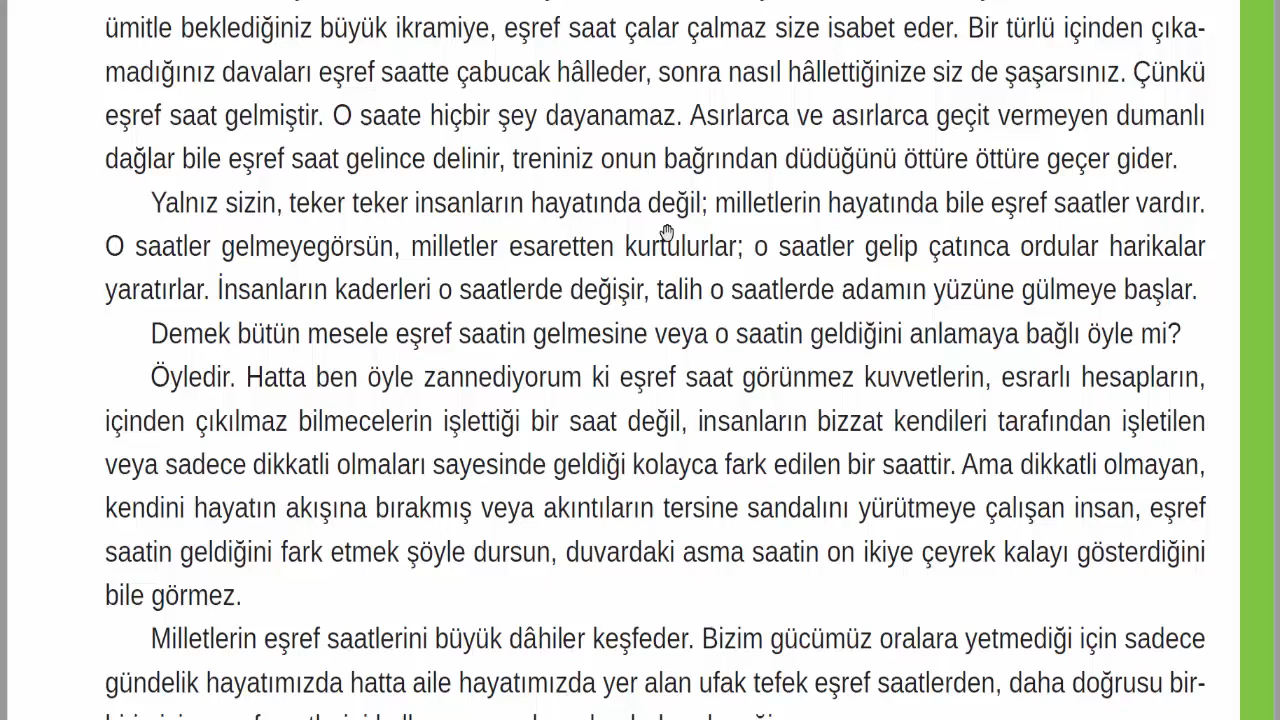 ümitle beklediğiniz büyük ikramiye, eşref saat çalar çalmaz size isabet eder. Bir türlü içinden çıka-
madığınız davaları eşref saatte çabucak hâlleder, sonra nasıl hâllettiğinize siz de şaşarsınız. Çünkü
eşref saat gelmiştir. O saate hiçbir şey dayanamaz. Asırlarca ve asırlarca geçit vermeyen dumanlı
dağlar bile eşref saat gelince delinir, treniniz onun bağrından düdüğünü öttüre öttüre geçer gider.
Yalnız sizin, teker teker insanların hayatında değil; milletlerin hayatında bile eşref saatler vardır.
O saatler gelmeyegörsün, milletler esaretten kurtulurlar; o saatler gelip çatınca ordular harikalar
yaratırlar. İnsanların kaderleri o saatlerde değişir, talih o saatlerde adamın yüzüne gülmeye başlar.
Demek bütün mesele eşref saatin gelmesine veya o saatin geldiğini anlamaya bağlı öyle mi?
Öyledir. Hatta ben öyle zannediyorum ki eşref saat görünmez kuvvetlerin, esrarlı hesapların,
içinden çıkılmaz bilmecelerin işlettiği bir saat değil, insanların bizzat kendileri tarafından işletilen
veya sadece dikkatli olmaları sayesinde geldiği kolayca fark edilen bir saattir. Ama dikkatli olmayan,
kendini hayatın akışına bırakmış veya akıntıların tersine sandalını yürütmeye çalışan insan, eşref
saatin geldiğini fark etmek şöyle dursun, duvardaki asma saatin on ikiye çeyrek kalayı gösterdiğini
bile görmez.
Milletlerin eşref saatlerini büyük dâhiler keşfeder. Bizim gücümüz oralara yetmediği için sadece
gündelik hayatımızda hatta aile hayatımızda yer alan ufak tefek eşref saatlerden, daha doğrusu bir-